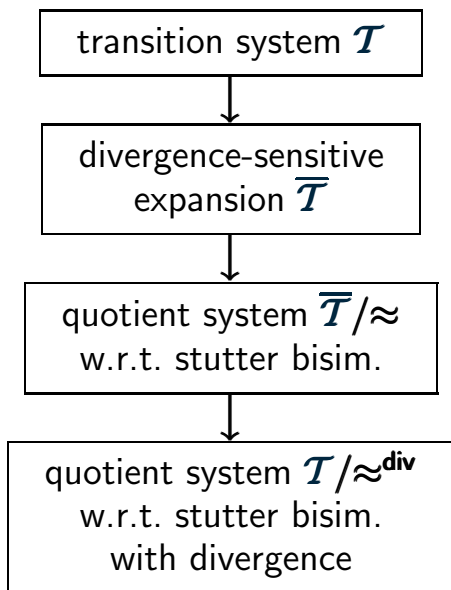 transition system 𝒯
divergence-sensitive
expansion 𝒯̅
quotient system 𝒯̅/≈
w.r.t. stutter bisim.
quotient system 𝒯/≈ᵈⁱᵛ
w.r.t. stutter bisim.
with divergence